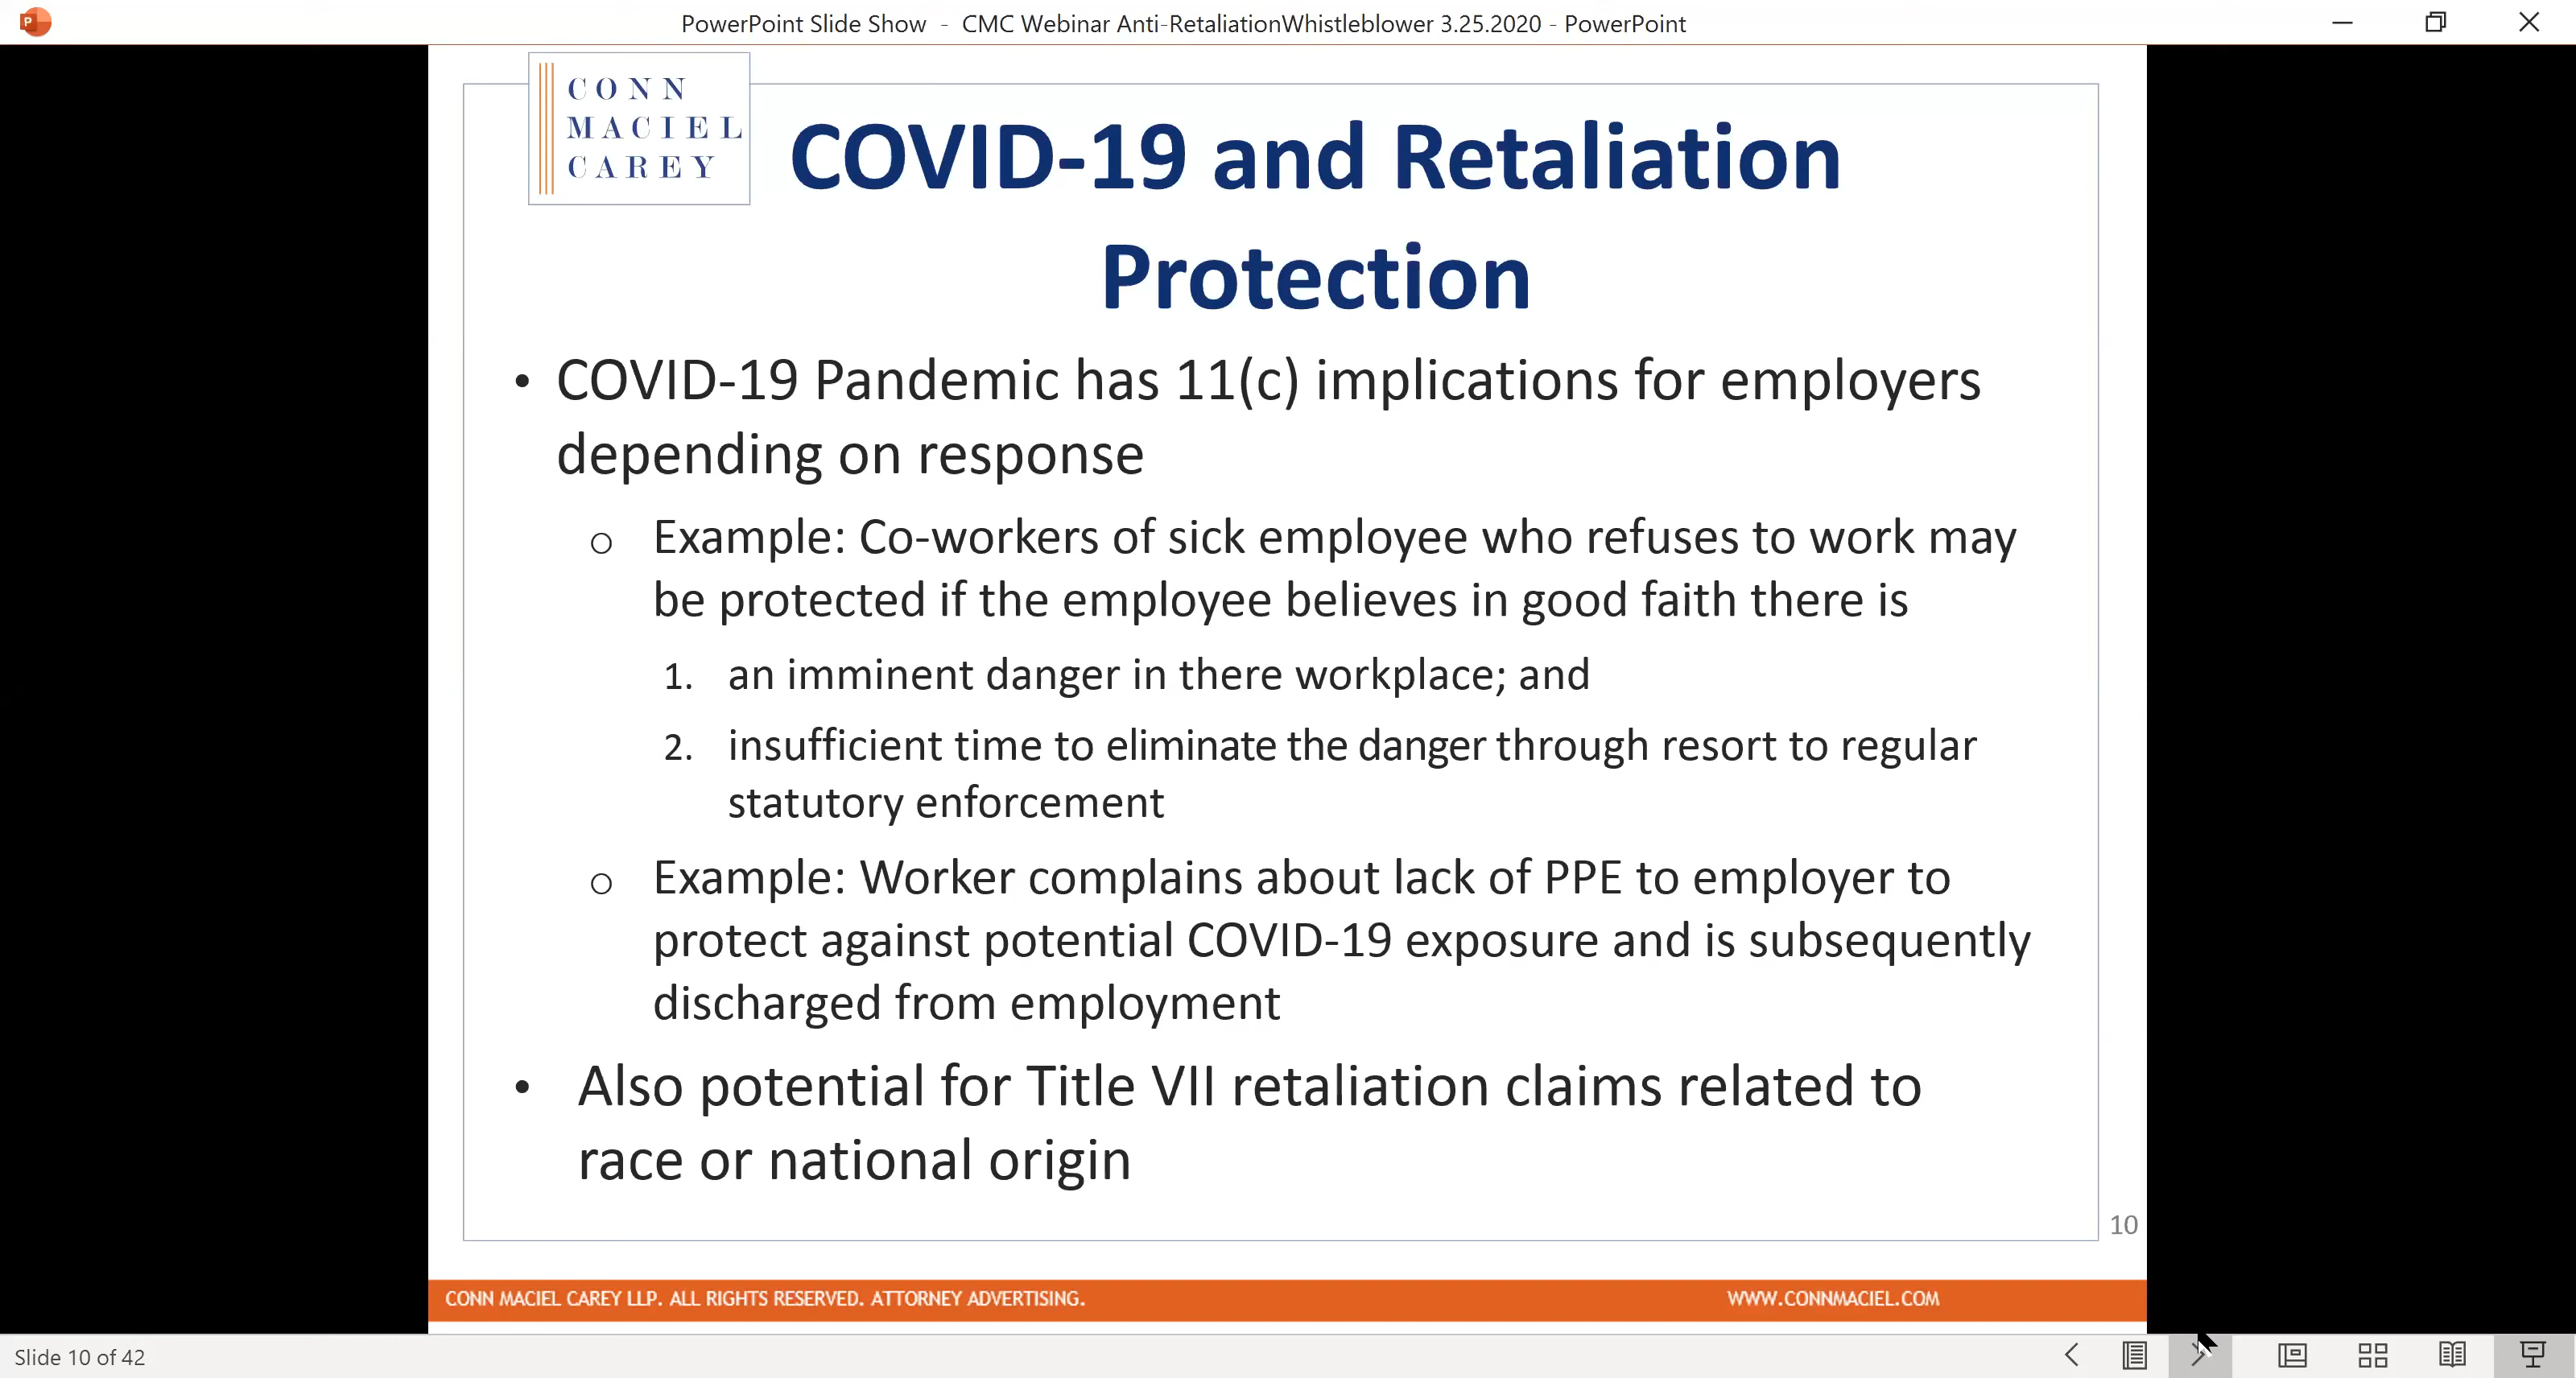 PowerPoint Slide Show - CMC Webinar Anti-RetaliationWhistleblower 3.25.2020 - PowerPoint
CONN
MACIEL
CAREY
COVID-19 and Retaliation
Protection
• COVID-19 Pandemic has 11(c) implications for employers
depending on response
o Example: Co-workers of sick employee who refuses to work may
be protected if the employee believes in good faith there is
1. an imminent danger in there workplace; and
2. insufficient time to eliminate the danger through resort to regular
statutory enforcement
o Example: Worker complains about lack of PPE to employer to
protect against potential COVID-19 exposure and is subsequently
discharged from employment
• Also potential for Title VII retaliation claims related to
race or national origin
10
CONN MACIEL CAREY LLP. ALL RIGHTS RESERVED. ATTORNEY ADVERTISING.
WWW.CONNMACIEL.COM
Slide 10 of 42